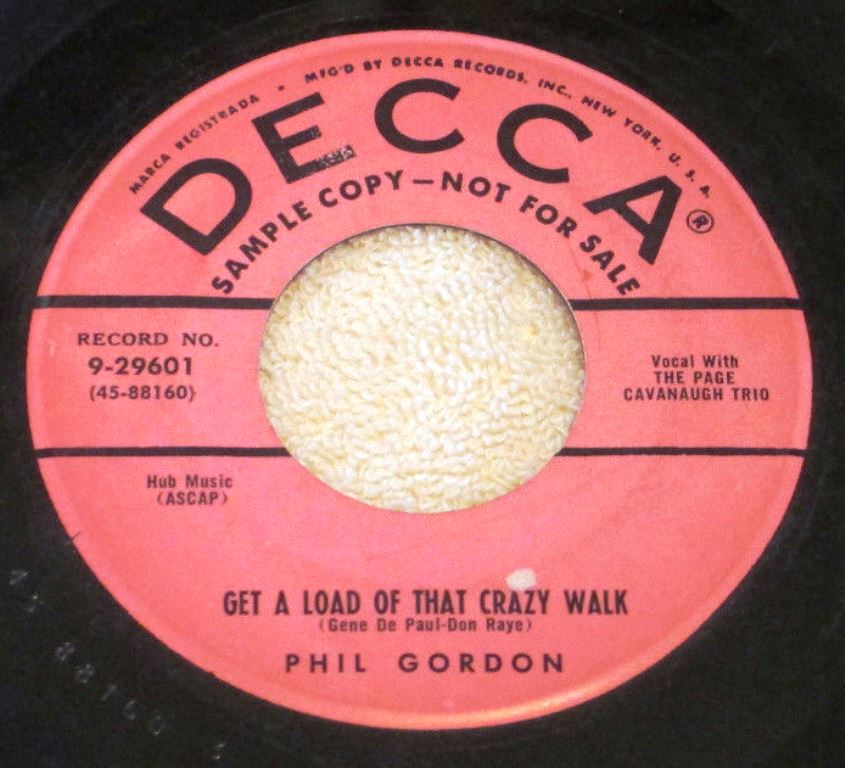 MARCA REGISTRADA • MFG'D BY DECCA RECORDS, INC., NEW YORK, U. S. A.
DECCA®
SAMPLE COPY—NOT FOR SALE
RECORD NO.
9-29601
(45-88160)
Vocal With
THE PAGE
CAVANAUGH TRIO
Hub Music
(ASCAP)
GET A LOAD OF THAT CRAZY WALK
(Gene De Paul-Don Raye)
PHIL GORDON